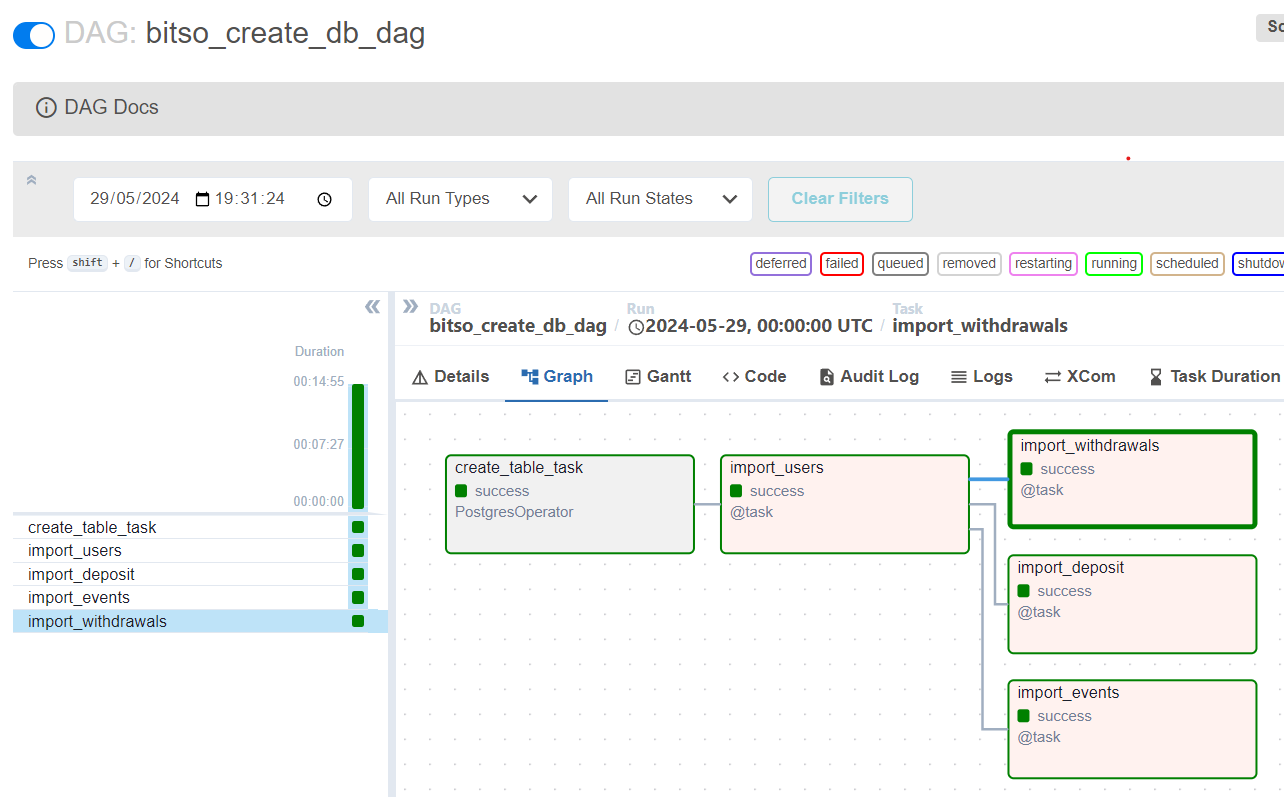 DAG: bitso_create_db_dag
DAG Docs
29/05/2024 19:31:24 All Run Types All Run States Clear Filters
Press shift + / for Shortcuts
deferred failed queued removed restarting running scheduled
DAG Run Task
bitso_create_db_dag / 2024-05-29, 00:00:00 UTC / import_withdrawals
Details Graph Gantt Code Audit Log Logs XCom Task Duration
Duration
00:14:55
00:07:27
00:00:00
create_table_task
import_users
import_deposit
import_events
import_withdrawals
create_table_task
success
PostgresOperator
import_users
success
@task
import_withdrawals
success
@task
import_deposit
success
@task
import_events
success
@task